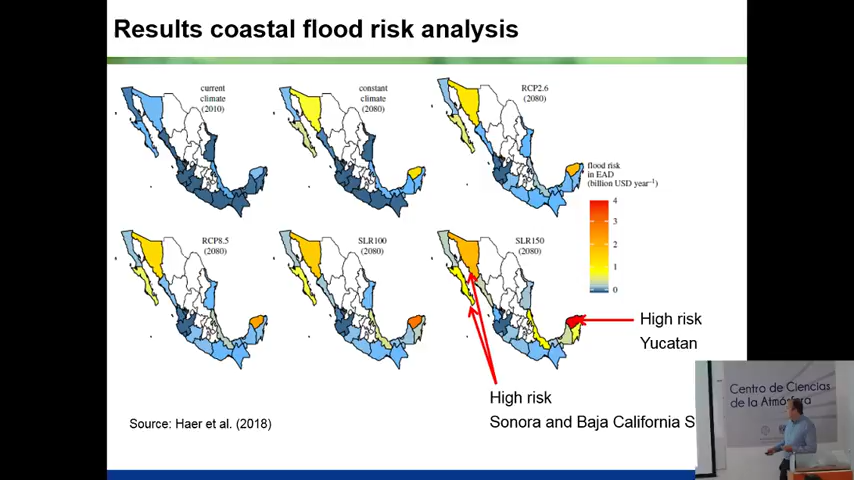 Results coastal flood risk analysis
current
climate
(2010)
constant
climate
(2080)
RCP2.6
(2080)
flood risk
in EAD
(billion USD year⁻¹)
4
3
2
1
0
RCP8.5
(2080)
SLR100
(2080)
SLR150
(2080)
High risk
Yucatan
High risk
Sonora and Baja California S
Source: Haer et al. (2018)
Centro de Ciencias
de la Atmósfera